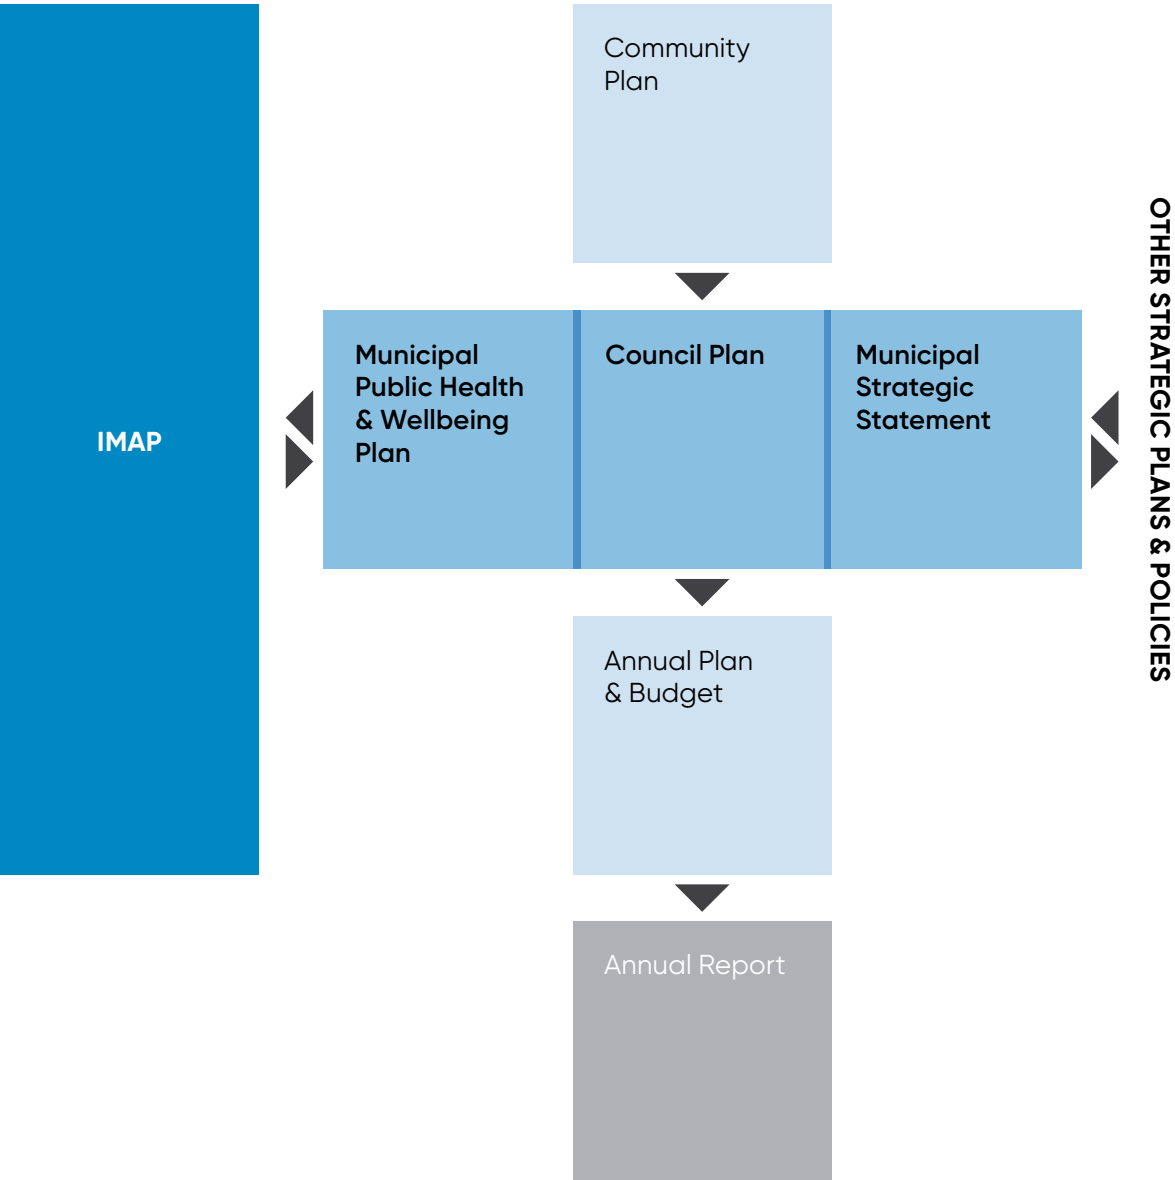 Community
Plan
Municipal
Public Health
& Wellbeing
Plan
Council Plan
Municipal
Strategic
Statement
IMAP
OTHER STRATEGIC PLANS & POLICIES
Annual Plan
& Budget
Annual Report